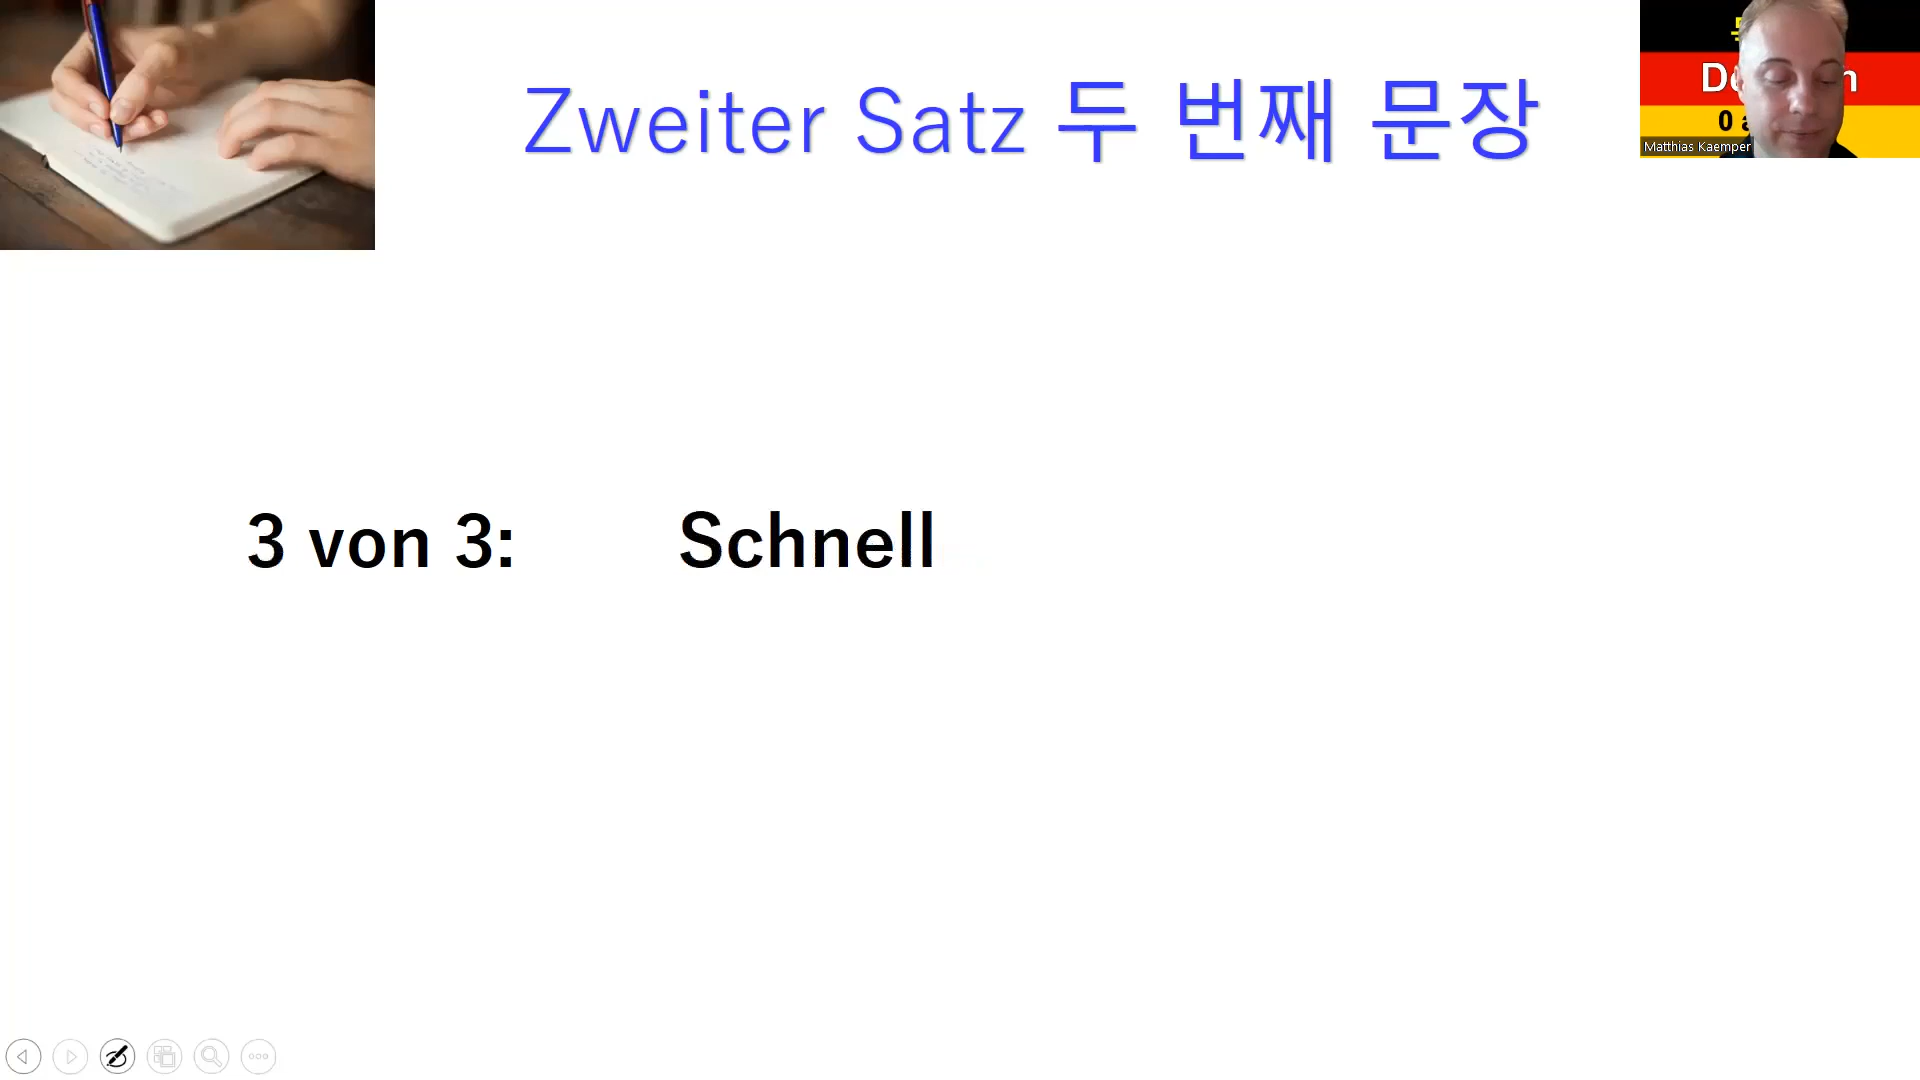 Zweiter Satz 두 번째 문장
Matthias Kaemper
3 von 3: Schnell